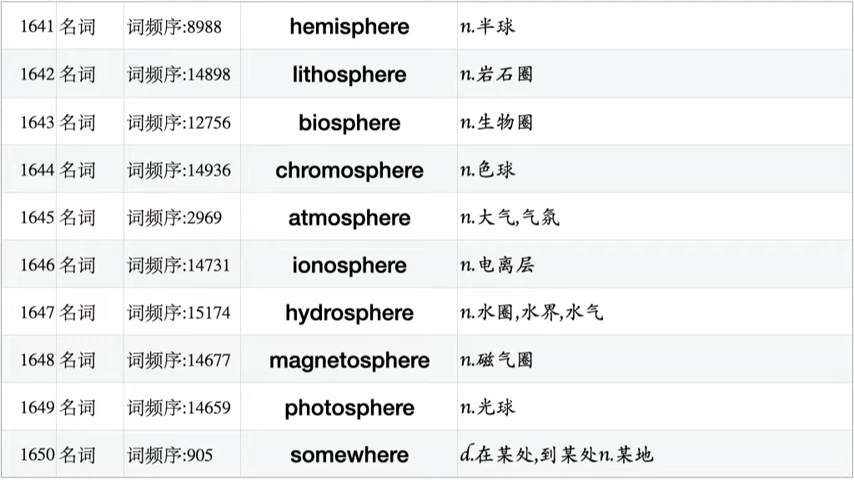 1641 名词 词频序:8988 hemisphere n.半球
1642 名词 词频序:14898 lithosphere n.岩石圈
1643 名词 词频序:12756 biosphere n.生物圈
1644 名词 词频序:14936 chromosphere n.色球
1645 名词 词频序:2969 atmosphere n.大气,气氛
1646 名词 词频序:14731 ionosphere n.电离层
1647 名词 词频序:15174 hydrosphere n.水圈,水界,水气
1648 名词 词频序:14677 magnetosphere n.磁气圈
1649 名词 词频序:14659 photosphere n.光球
1650 名词 词频序:905 somewhere d.在某处,到某处n.某地